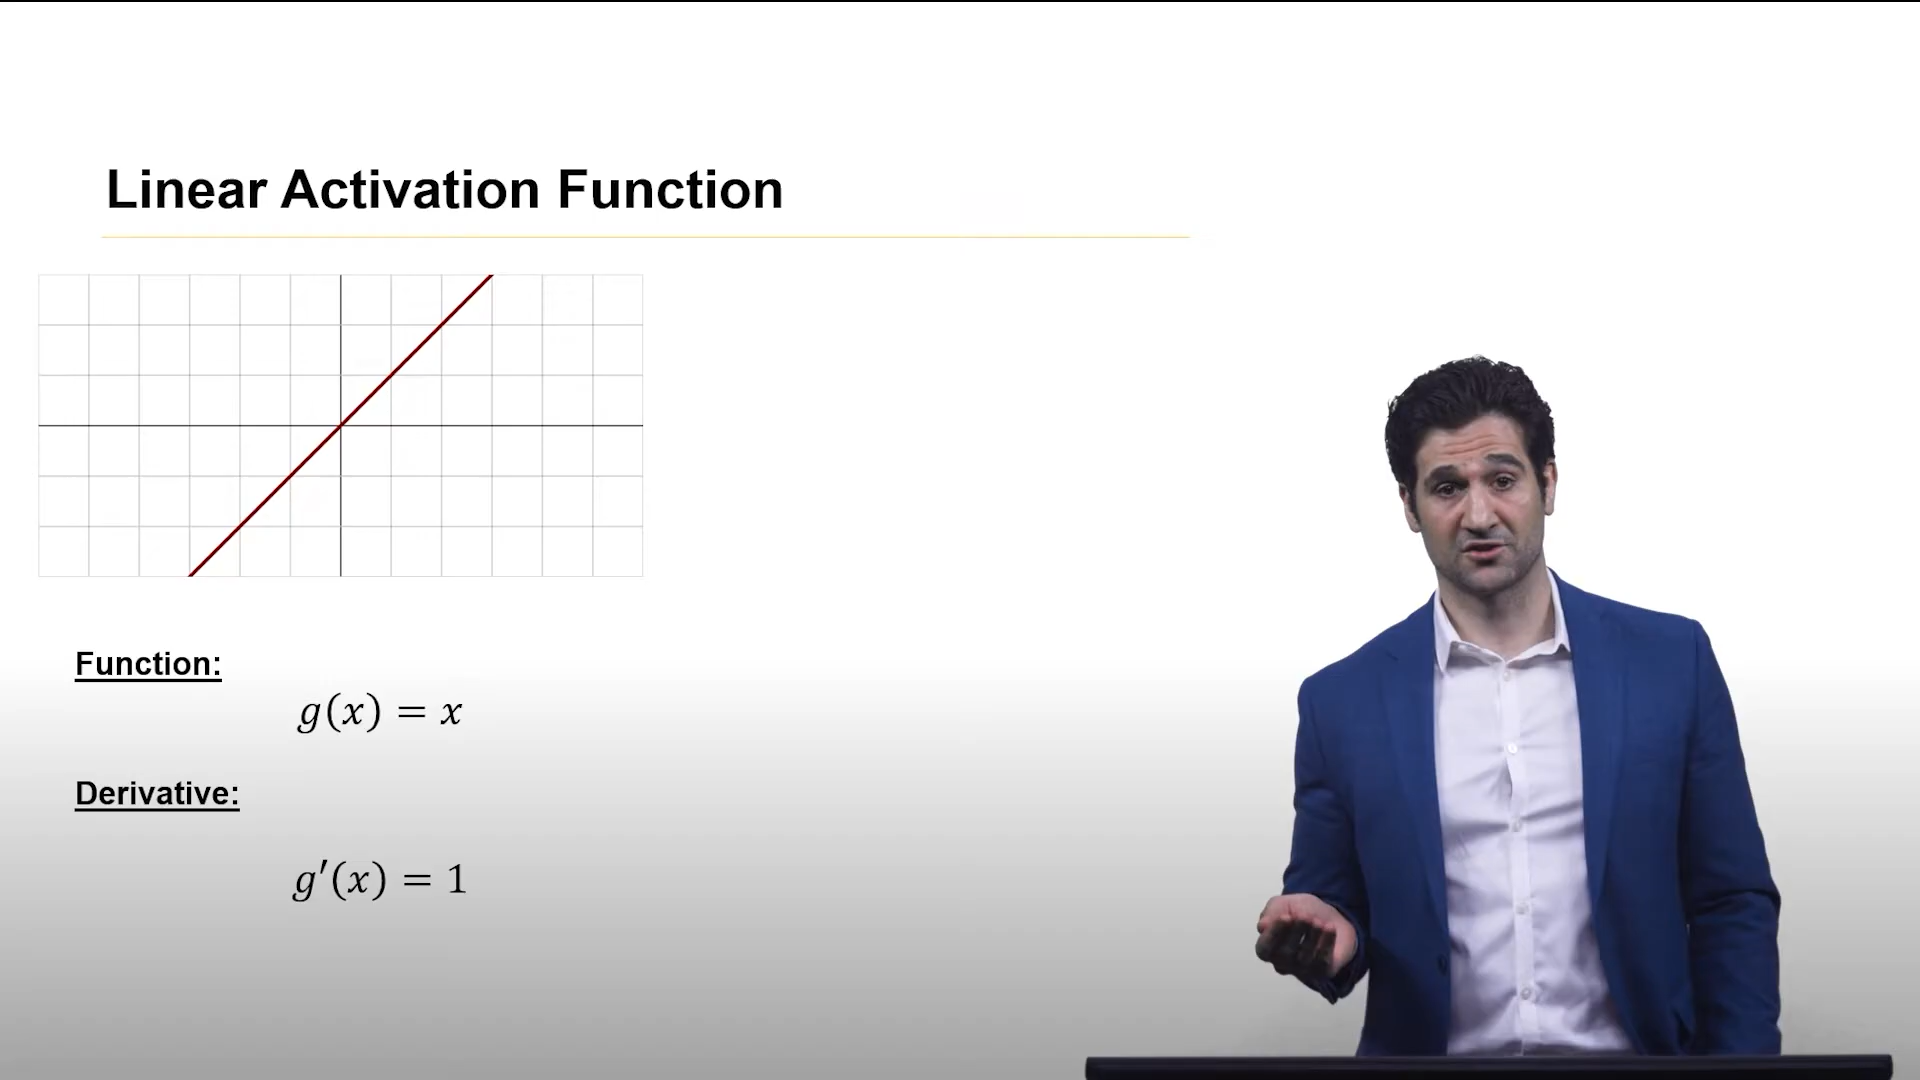 Linear Activation Function
Function:
g(x) = x
Derivative:
g′(x) = 1